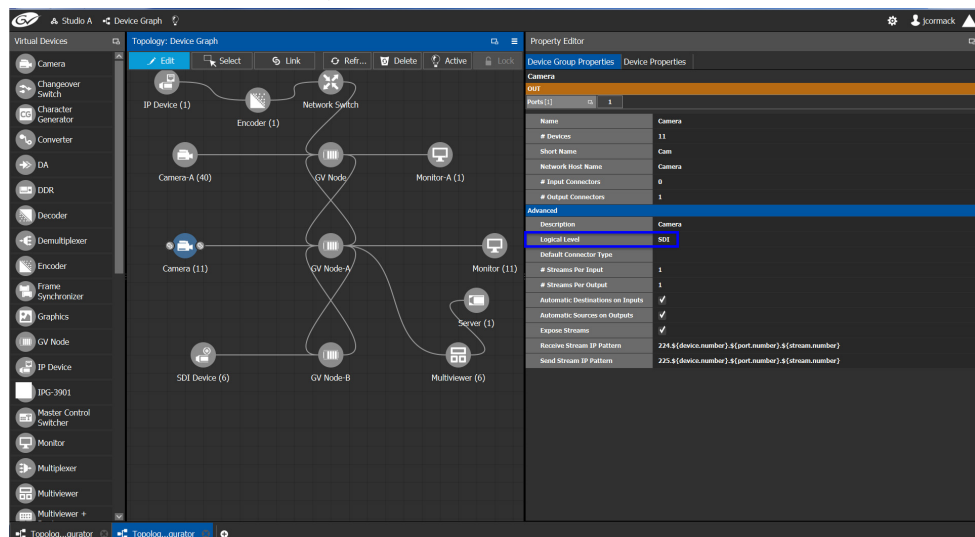 GV Studio A Device Graph jcormack
Virtual Devices
Camera
Changeover
Switch
CG Character
Generator
Converter
DA
DDR
Decoder
Demultiplexer
Encoder
Frame
Synchronizer
Graphics
GV Node
IP Device
IPG-3901
Master Control
Switcher
Monitor
Multiplexer
Multiviewer
Multiviewer +
Topology: Device Graph
Edit Select Link Refr... Delete Active Lock
IP Device (1)
Encoder (1)
Network Switch
Camera-A (40)
GV Node
Monitor-A (1)
Camera (11)
GV Node-A
Monitor (11)
Server (1)
SDI Device (6)
GV Node-B
Multiviewer (6)
Property Editor
Device Group Properties Device Properties
Camera
OUT
Ports [1] 1
Name Camera
# Devices 11
Short Name Cam
Network Host Name Camera
# Input Connectors 0
# Output Connectors 1
Advanced
Description Camera
Logical Level SDI
Default Connector Type
# Streams Per Input 1
# Streams Per Output 1
Automatic Destinations on Inputs
Automatic Sources on Outputs
Expose Streams
Receive Stream IP Pattern 224.${device.number}.${port.number}.${stream.number}
Send Stream IP Pattern 225.${device.number}.${port.number}.${stream.number}
Topolog...gurator Topolog...gurator